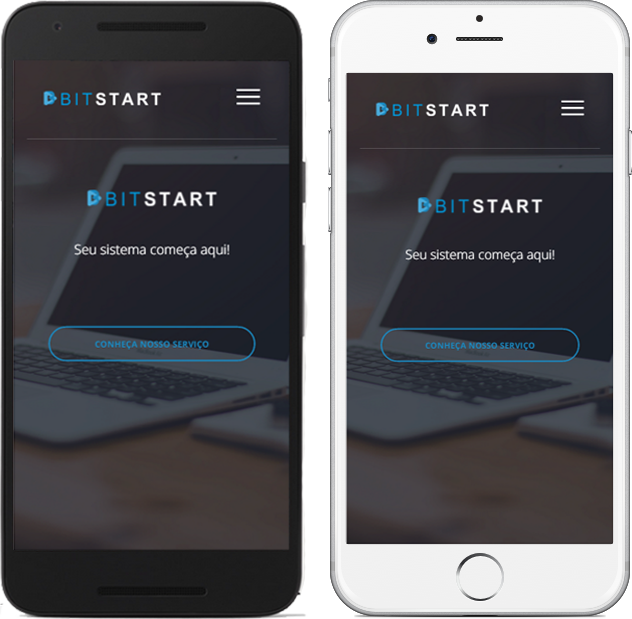 BITSTART
BITSTART
Seu sistema começa aqui!
CONHEÇA NOSSO SERVIÇO
BITSTART
BITSTART
Seu sistema começa aqui!
CONHEÇA NOSSO SERVIÇO